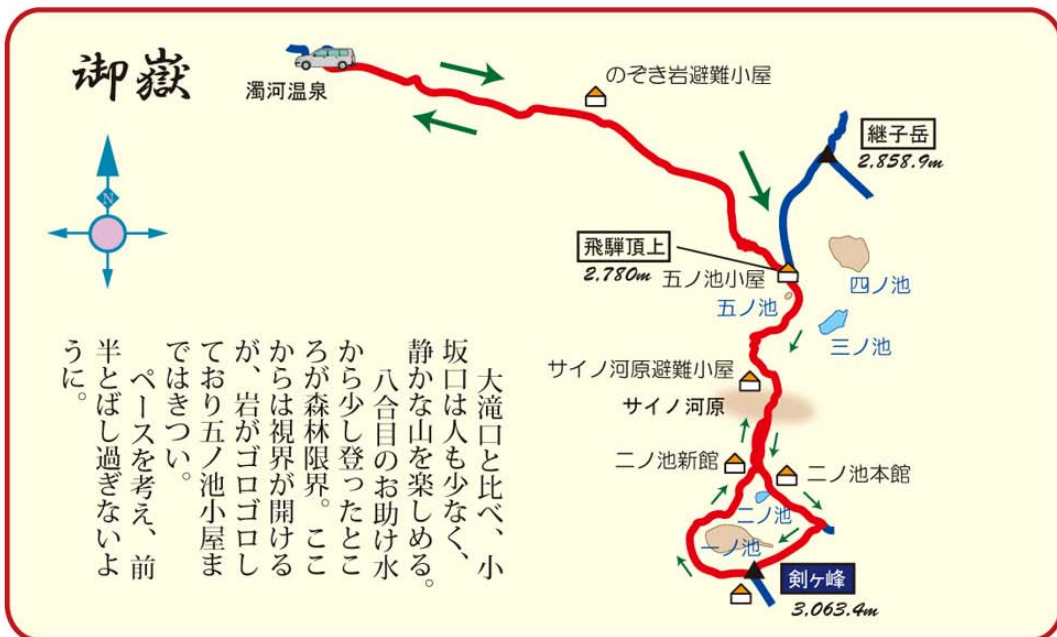 御嶽
濁河温泉
のぞき岩避難小屋
継子岳
2,858.9m
N
飛騨頂上
2,780m
五ノ池小屋
五ノ池
四ノ池
三ノ池
サイノ河原避難小屋
サイノ河原
二ノ池新館
二ノ池本館
二ノ池
一ノ池
剣ヶ峰
3,063.4m
大滝口と比べ、小
坂口は人も少なく、
静かな山を楽しめる。
八合目のお助け水
から少し登ったとこ
ろが森林限界。ここ
からは視界が開ける
が、岩がゴロゴロし
ており五ノ池小屋ま
ではきつい。
ペースを考え、前
半とばし過ぎないよ
うに。